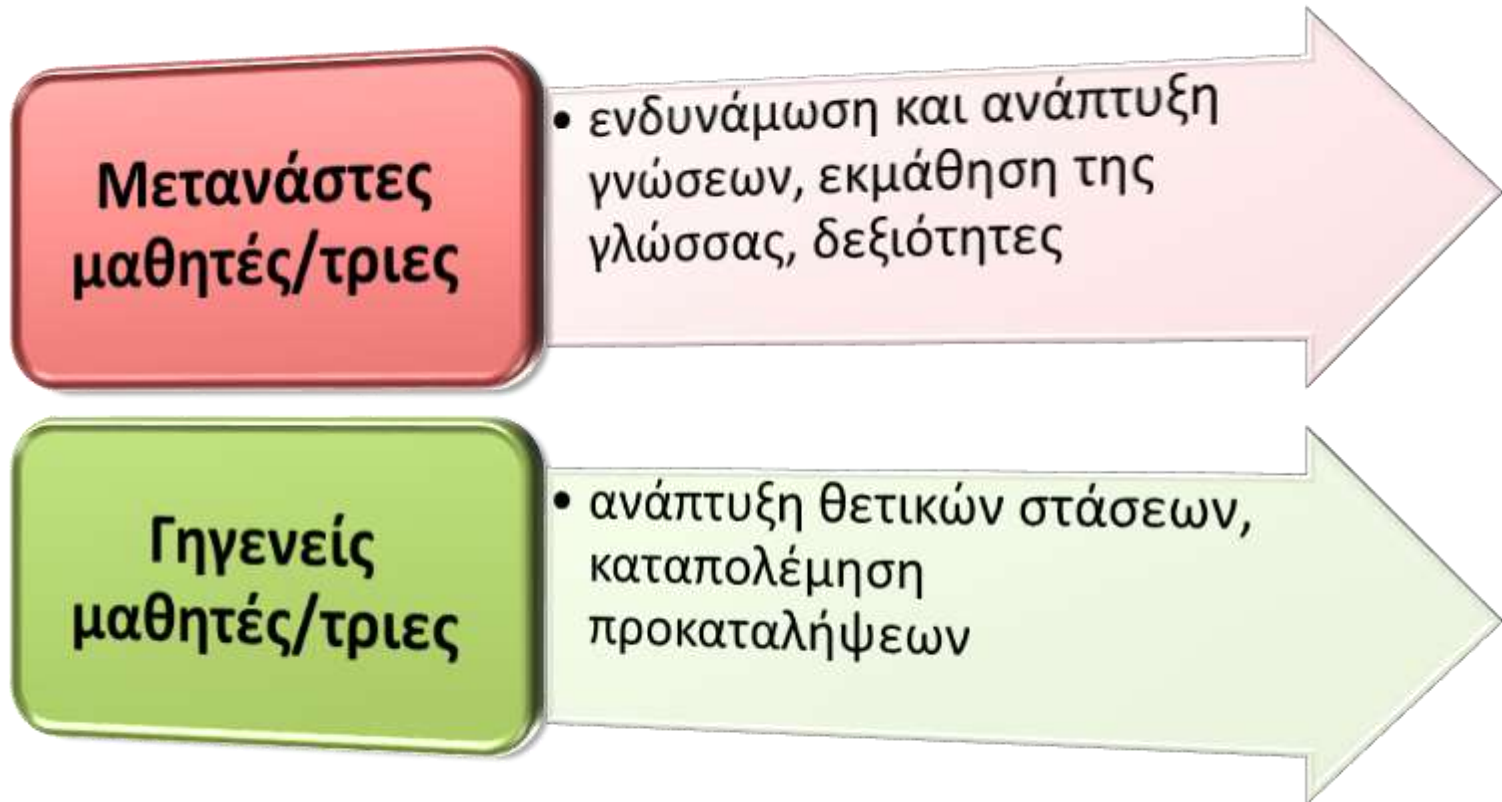 Μετανάστες
μαθητές/τριες
• ενδυνάμωση και ανάπτυξη
γνώσεων, εκμάθηση της
γλώσσας, δεξιότητες
Γηγενείς
μαθητές/τριες
• ανάπτυξη θετικών στάσεων,
καταπολέμηση
προκαταλήψεων